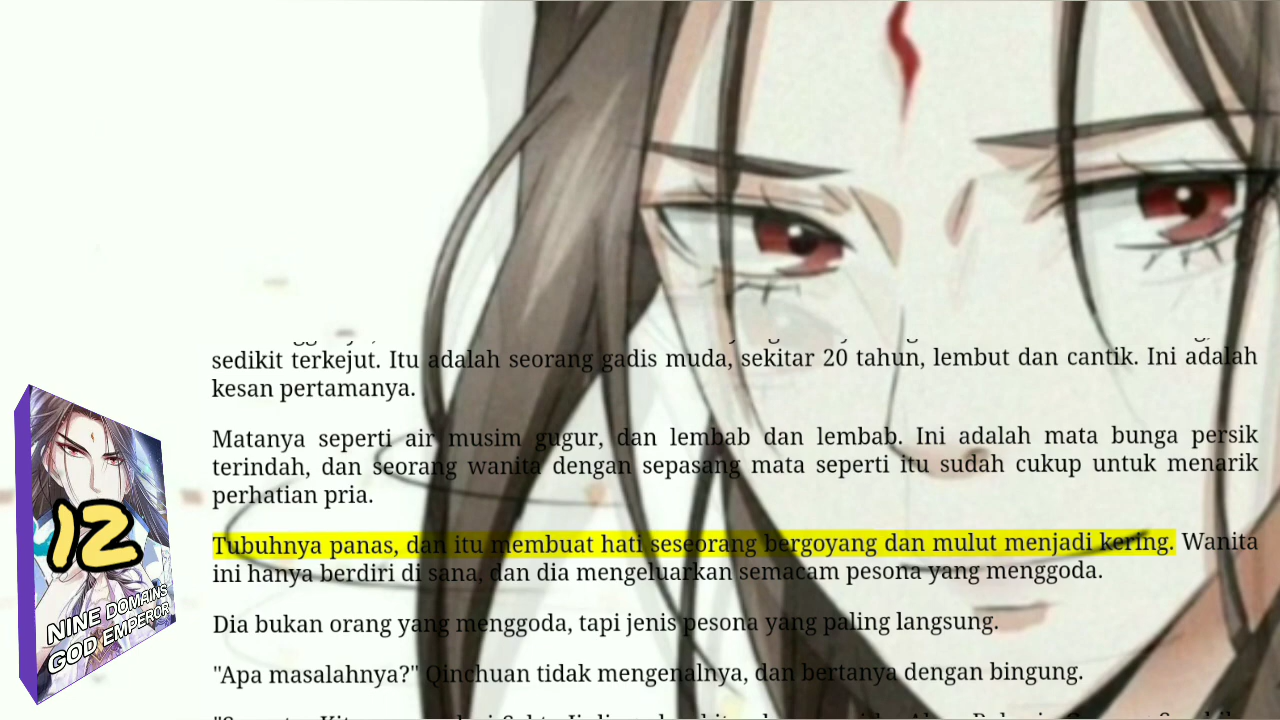 sedikit terkejut. Itu adalah seorang gadis muda, sekitar 20 tahun, lembut dan cantik. Ini adalah
kesan pertamanya.
Matanya seperti air musim gugur, dan lembab dan lembab. Ini adalah mata bunga persik
terindah, dan seorang wanita dengan sepasang mata seperti itu sudah cukup untuk menarik
perhatian pria.
Tubuhnya panas, dan itu membuat hati seseorang bergoyang dan mulut menjadi kering. Wanita
ini hanya berdiri di sana, dan dia mengeluarkan semacam pesona yang menggoda.
Dia bukan orang yang menggoda, tapi jenis pesona yang paling langsung.
"Apa masalahnya?" Qinchuan tidak mengenalnya, dan bertanya dengan bingung.
12
NINE DOMAINS
GOD EMPEROR